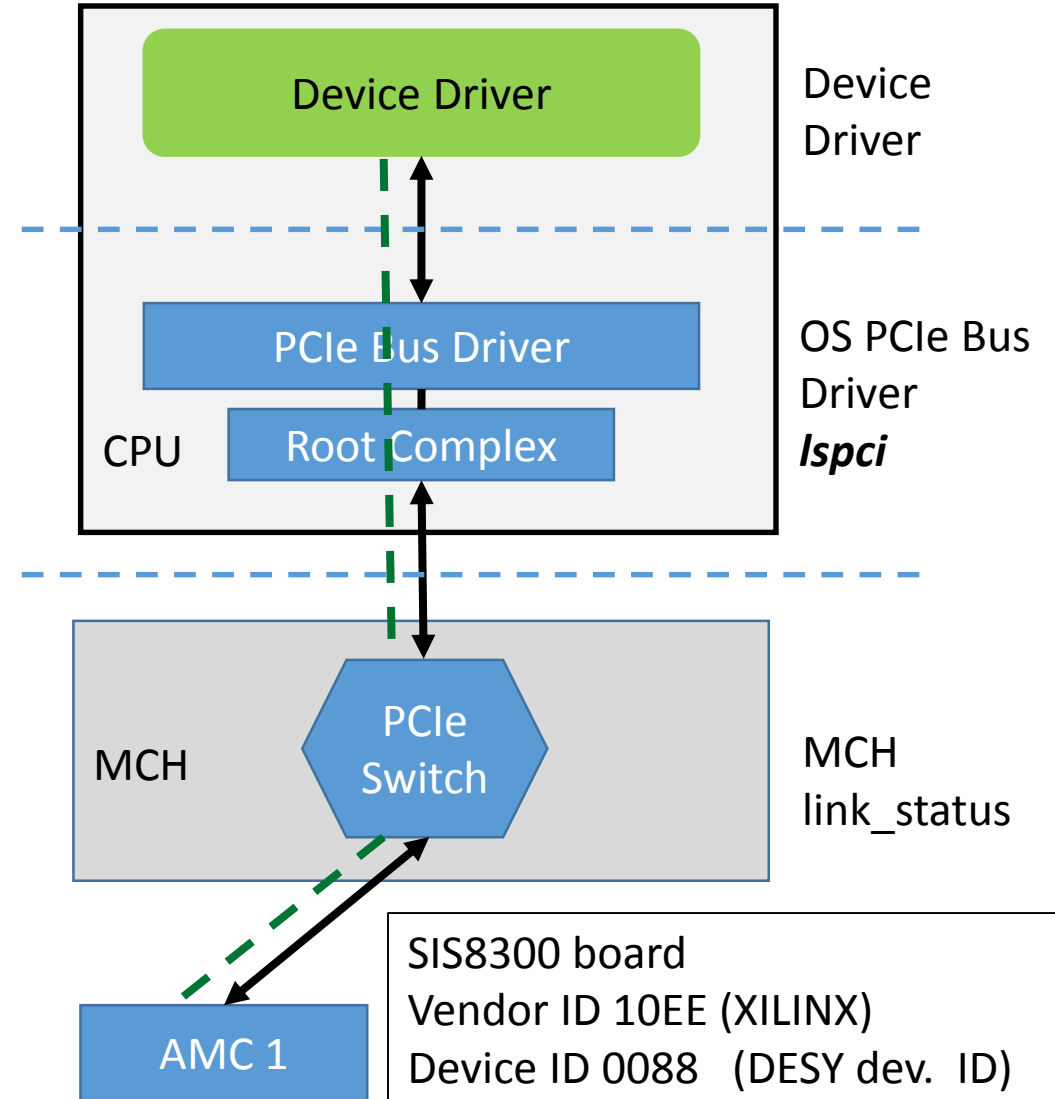 Device Driver
Device
Driver
PCIe Bus Driver
Root Complex
CPU
OS PCIe Bus
Driver
lspci
PCIe
Switch
MCH
MCH
link_status
AMC 1
SIS8300 board
Vendor ID 10EE (XILINX)
Device ID 0088 (DESY dev. ID)